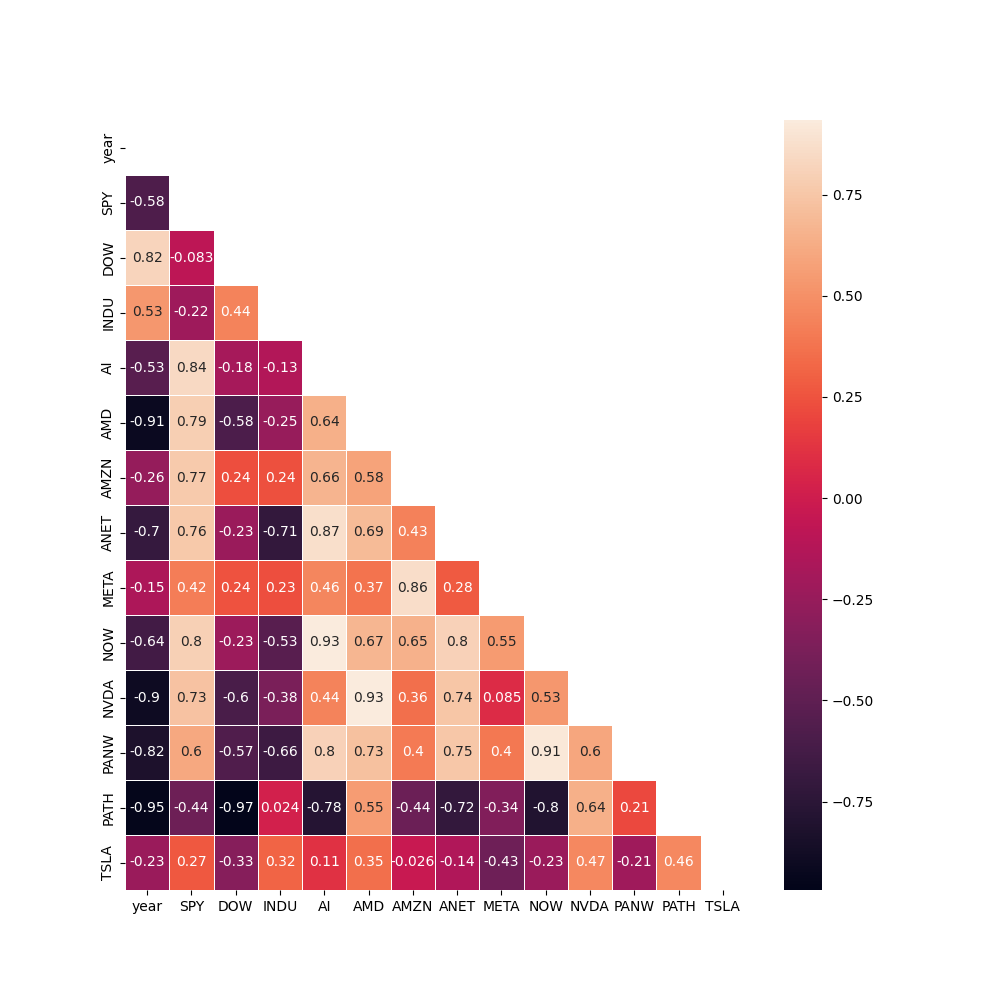 year
SPY -0.58
DOW 0.82 -0.083
INDU 0.53 -0.22 0.44
AI -0.53 0.84 -0.18 -0.13
AMD -0.91 0.79 -0.58 -0.25 0.64
AMZN -0.26 0.77 0.24 0.24 0.66 0.58
ANET -0.7 0.76 -0.23 -0.71 0.87 0.69 0.43
META -0.15 0.42 0.24 0.23 0.46 0.37 0.86 0.28
NOW -0.64 0.8 -0.23 -0.53 0.93 0.67 0.65 0.8 0.55
NVDA -0.9 0.73 -0.6 -0.38 0.44 0.93 0.36 0.74 0.085 0.53
PANW -0.82 0.6 -0.57 -0.66 0.8 0.73 0.4 0.75 0.4 0.91 0.6
PATH -0.95 -0.44 -0.97 0.024 -0.78 0.55 -0.44 -0.72 -0.34 -0.8 0.64 0.21
TSLA -0.23 0.27 -0.33 0.32 0.11 0.35 -0.026 -0.14 -0.43 -0.23 0.47 -0.21 0.46
year SPY DOW INDU AI AMD AMZN ANET META NOW NVDA PANW PATH TSLA
0.75
0.50
0.25
0.00
−0.25
−0.50
−0.75